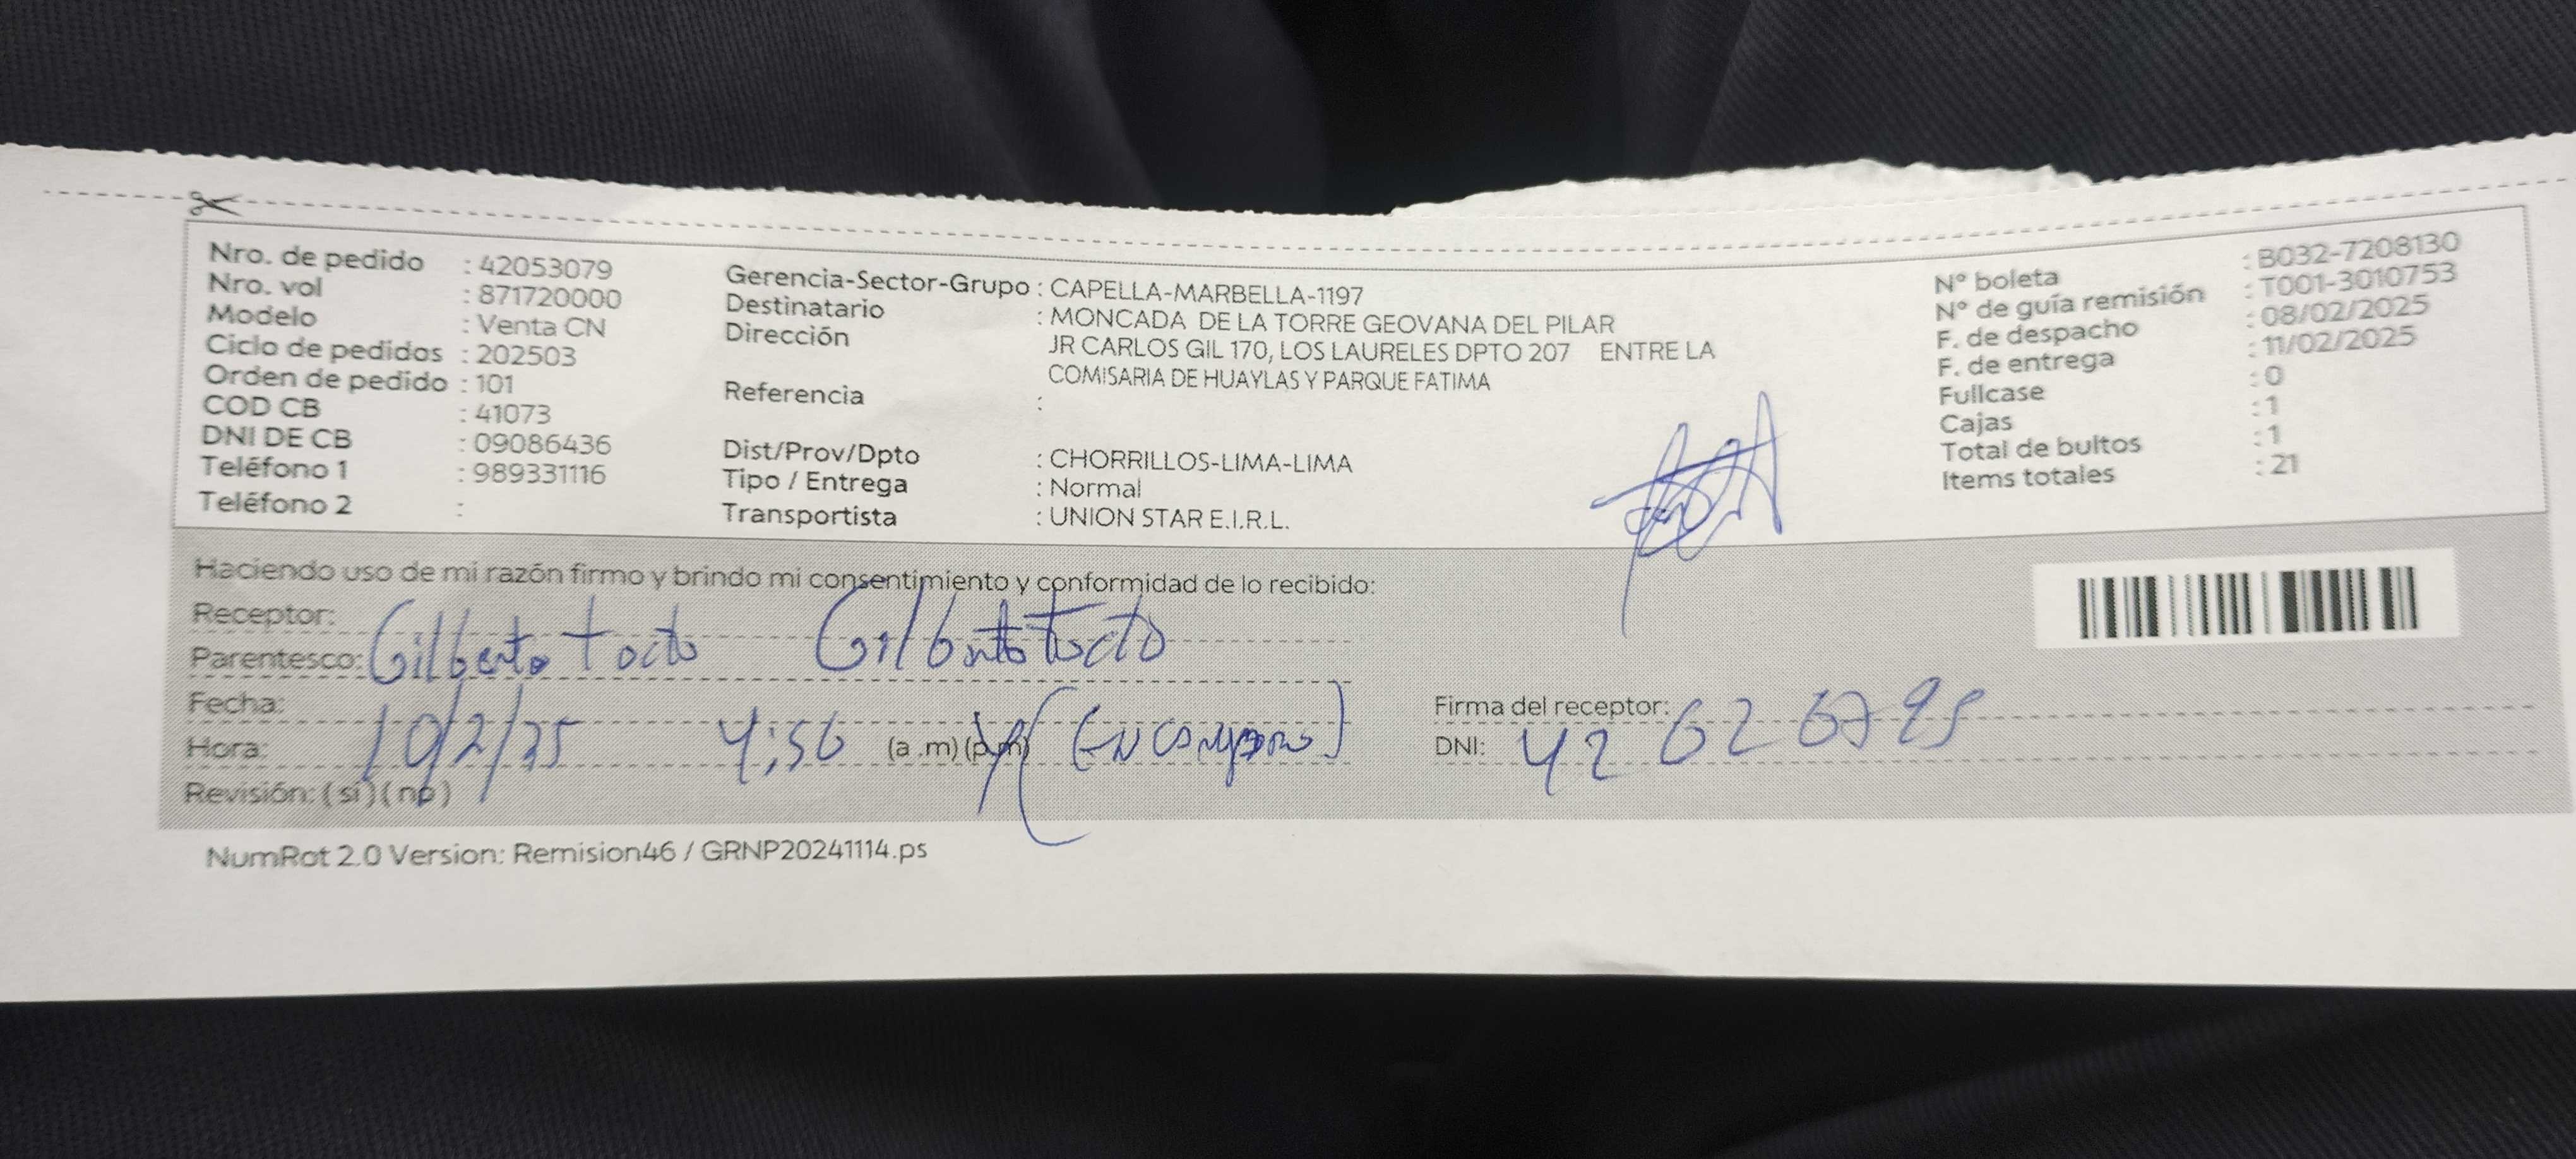 Nro. de pedido : 42053079
Nro. vol : 871720000
Modelo : Venta CN
Ciclo de pedidos : 202503
Orden de pedido : 101
COD CB : 41073
DNI DE CB : 09086436
Teléfono 1 : 989331116
Teléfono 2 :
Gerencia-Sector-Grupo : CAPELLA-MARBELLA-1197
Destinatario : MONCADA DE LA TORRE GEOVANA DEL PILAR
Dirección JR CARLOS GIL 170, LOS LAURELES DPTO 207 ENTRE LA
COMISARIA DE HUAYLAS Y PARQUE FATIMA
Referencia :
Dist/Prov/Dpto : CHORRILLOS-LIMA-LIMA
Tipo / Entrega : Normal
Transportista : UNION STAR E.I.R.L.
N° boleta : B032-7208130
N° de guía remisión : T001-3010753
F. de despacho : 08/02/2025
F. de entrega : 11/02/2025
Fullcase : 0
Cajas : 1
Total de bultos : 1
Items totales : 21
Haciendo uso de mi razón firmo y brindo mi consentimiento y conformidad de lo recibido:
Receptor:
Parentesco: Gilberto Tocto Gilberto Tocto
Fecha:
Hora: 10/2/25 4:56 (a .m) (p.m)
Revisión: ( si ) ( no )
Firma del receptor:
DNI:
NumRot 2.0 Version: Remision46 / GRNP20241114.ps